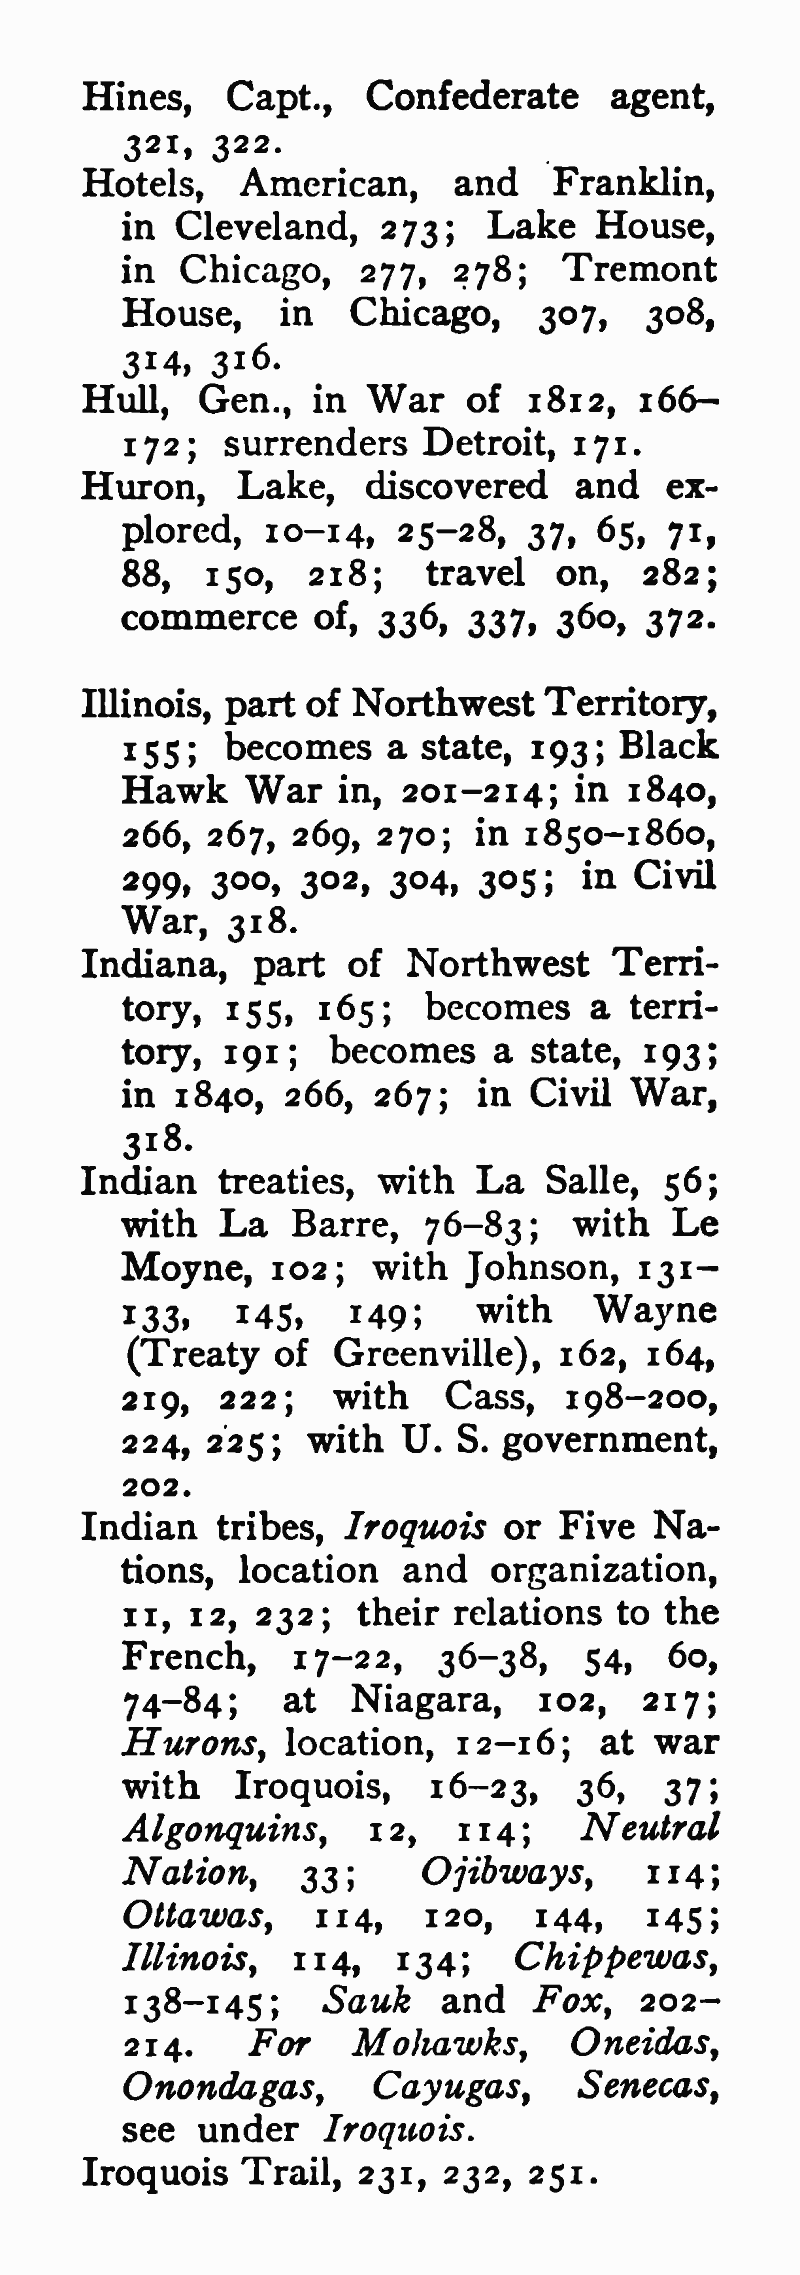 Hines, Capt., Confederate agent,
321, 322.
Hotels, American, and Franklin,
in Cleveland, 273; Lake House,
in Chicago, 277, 278; Tremont
House, in Chicago, 307, 308,
314, 316.
Hull, Gen., in War of 1812, 166–
172; surrenders Detroit, 171.
Huron, Lake, discovered and ex-
plored, 10–14, 25–28, 37, 65, 71,
88, 150, 218; travel on, 282;
commerce of, 336, 337, 360, 372.
Illinois, part of Northwest Territory,
155; becomes a state, 193; Black
Hawk War in, 201–214; in 1840,
266, 267, 269, 270; in 1850–1860,
299, 300, 302, 304, 305; in Civil
War, 318.
Indiana, part of Northwest Terri-
tory, 155, 165; becomes a terri-
tory, 191; becomes a state, 193;
in 1840, 266, 267; in Civil War,
318.
Indian treaties, with La Salle, 56;
with La Barre, 76–83; with Le
Moyne, 102; with Johnson, 131–
133, 145, 149; with Wayne
(Treaty of Greenville), 162, 164,
219, 222; with Cass, 198–200,
224, 225; with U. S. government,
202.
Indian tribes, Iroquois or Five Na-
tions, location and organization,
11, 12, 232; their relations to the
French, 17–22, 36–38, 54, 60,
74–84; at Niagara, 102, 217;
Hurons, location, 12–16; at war
with Iroquois, 16–23, 36, 37;
Algonquins, 12, 114; Neutral
Nation, 33; Ojibways, 114;
Ottawas, 114, 120, 144, 145;
Illinois, 114, 134; Chippewas,
138–145; Sauk and Fox, 202–
214. For Mohawks, Oneidas,
Onondagas, Cayugas, Senecas,
see under Iroquois.
Iroquois Trail, 231, 232, 251.